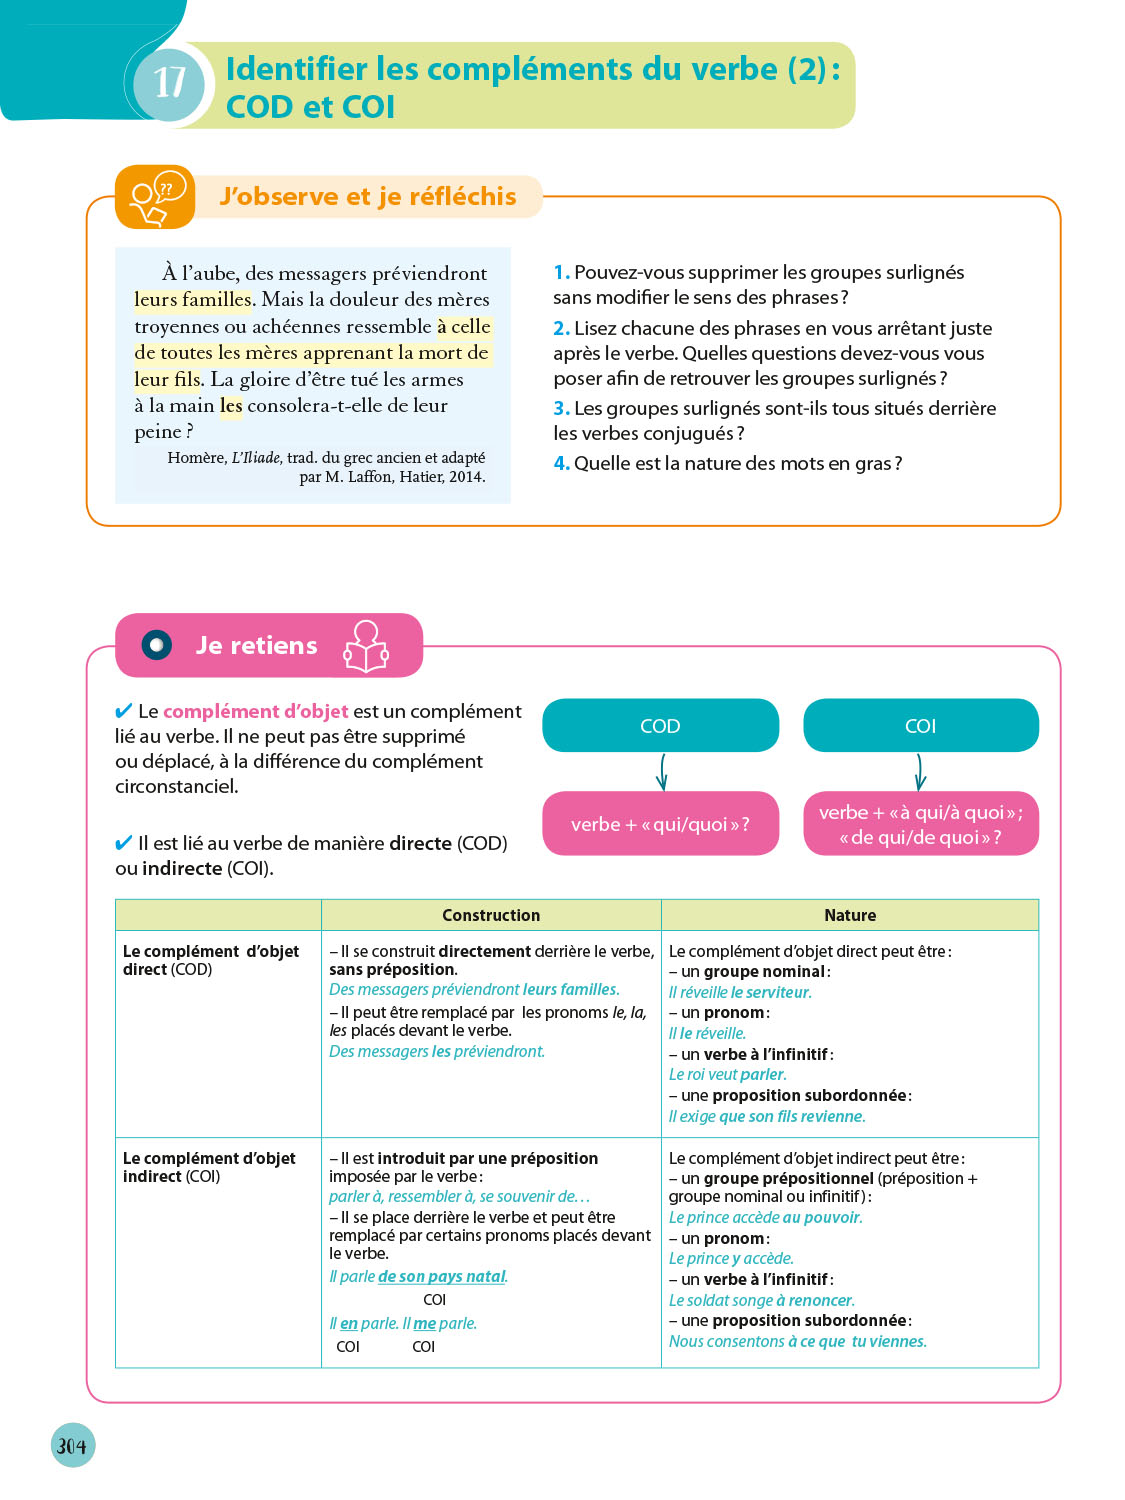 17
Identifier les compléments du verbe (2) :
COD et COI
??
J’observe et je réfléchis
À l’aube, des messagers préviendront
leurs familles. Mais la douleur des mères
troyennes ou achéennes ressemble à celle
de toutes les mères apprenant la mort de
leur fils. La gloire d’être tué les armes
à la main les consolera-t-elle de leur
peine ?
Homère, L’Iliade, trad. du grec ancien et adapté
par M. Laffon, Hatier, 2014.
1. Pouvez-vous supprimer les groupes surlignés
sans modifier le sens des phrases ?
2. Lisez chacune des phrases en vous arrêtant juste
après le verbe. Quelles questions devez-vous vous
poser afin de retrouver les groupes surlignés ?
3. Les groupes surlignés sont-ils tous situés derrière
les verbes conjugués ?
4. Quelle est la nature des mots en gras ?
Je retiens
✔ Le complément d’objet est un complément
lié au verbe. Il ne peut pas être supprimé
ou déplacé, à la différence du complément
circonstanciel.
✔ Il est lié au verbe de manière directe (COD)
ou indirecte (COI).
COD
verbe + « qui/quoi » ?
COI
verbe + « à qui/à quoi » ;
« de qui/de quoi » ?
Construction
Nature
Le complément d’objet
direct (COD)
– Il se construit directement derrière le verbe,
sans préposition.
Des messagers préviendront leurs familles.
– Il peut être remplacé par les pronoms le, la,
les placés devant le verbe.
Des messagers les préviendront.
Le complément d’objet direct peut être :
– un groupe nominal :
Il réveille le serviteur.
– un pronom :
Il le réveille.
– un verbe à l’infinitif :
Le roi veut parler.
– une proposition subordonnée :
Il exige que son fils revienne.
Le complément d’objet
indirect (COI)
– Il est introduit par une préposition
imposée par le verbe :
parler à, ressembler à, se souvenir de…
– Il se place derrière le verbe et peut être
remplacé par certains pronoms placés devant
le verbe.
Il parle de son pays natal.
COI
Il en parle. Il me parle.
COI COI
Le complément d’objet indirect peut être :
– un groupe prépositionnel (préposition +
groupe nominal ou infinitif) :
Le prince accède au pouvoir.
– un pronom :
Le prince y accède.
– un verbe à l’infinitif :
Le soldat songe à renoncer.
– une proposition subordonnée :
Nous consentons à ce que tu viennes.
304